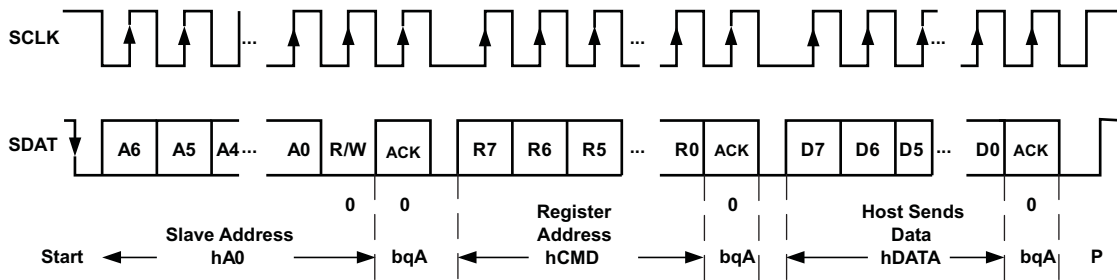 SCLK ... ... ...
SDAT A6 A5 A4 ... A0 R/W ACK R7 R6 R5 ... R0 ACK D7 D6 D5 ... D0 ACK
0 0 0 0
Slave Address Register Address Host Sends Data
Start hA0 bqA hCMD bqA hDATA bqA P